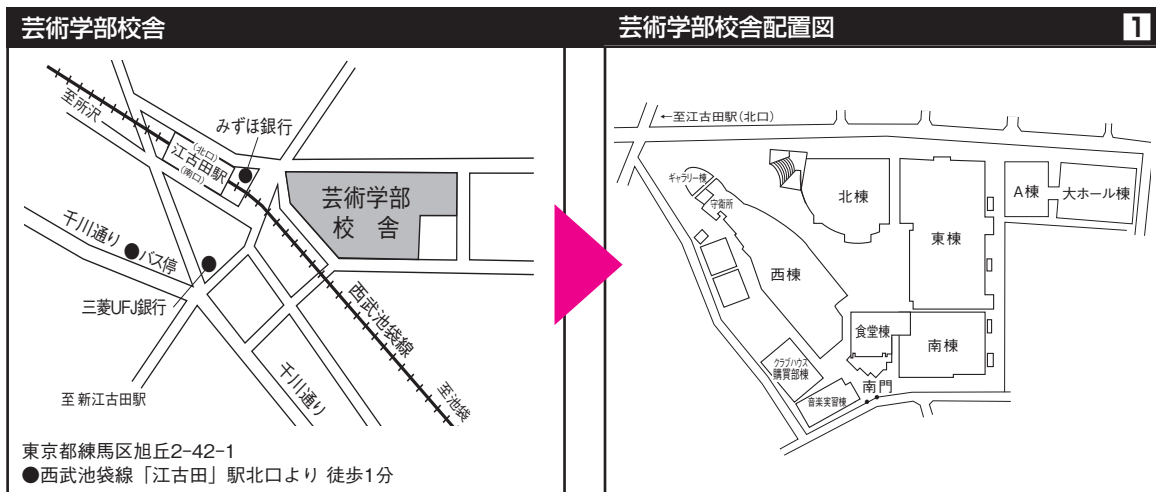 芸術学部校舎
至所沢
みずほ銀行
(北口)
江古田駅
(南口)
芸術学部
校 舎
千川通り
バス停
三菱UFJ銀行
西武池袋線
千川通り
至池袋
至新江古田駅
東京都練馬区旭丘2-42-1
●西武池袋線「江古田」駅北口より 徒歩1分
芸術学部校舎配置図
1
←至江古田駅(北口)
ギャラリー棟
守衛所
北棟
A棟
大ホール棟
東棟
西棟
食堂棟
南棟
クラブハウス
購買部棟
南門
音楽実習棟